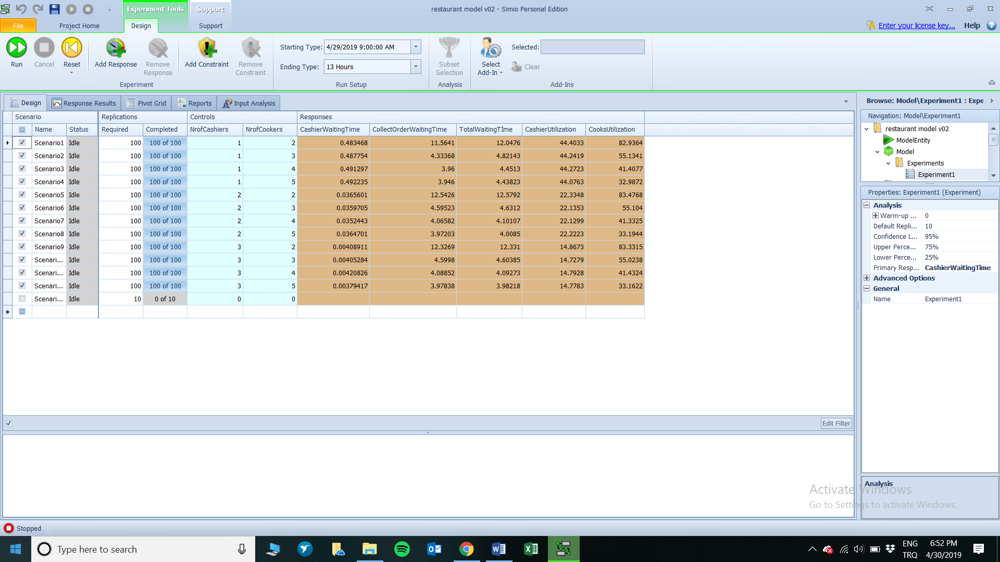 restaurant model v02 - Simio Personal Edition
Experiment Tools Support
File Project Home Design Support
Enter your license key... Help
Run Cancel Reset Add Response Remove Response Add Constraint Remove Constraint
Experiment
Starting Type: 4/29/2019 9:00:00 AM
Ending Type: 13 Hours
Run Setup
Subset Selection
Analysis
Select Add-In Selected: Clear
Add-Ins
Design Response Results Pivot Grid Reports Input Analysis
Scenario Replications Controls Responses
Name Status Required Completed NrofCashiers NrofCookers CashierWaitingTime CollectOrderWaitingTime TotalWaitingTİme CashierUtilization CooksUtilization
Scenario1 Idle 100 100 of 100 1 2 0.483468 11.5641 12.0476 44.4033 82.9364
Scenario2 Idle 100 100 of 100 1 3 0.487754 4.33368 4.82143 44.2419 55.1341
Scenario3 Idle 100 100 of 100 1 4 0.491297 3.96 4.4513 44.2723 41.4077
Scenario4 Idle 100 100 of 100 1 5 0.492235 3.946 4.43823 44.0763 32.9872
Scenario5 Idle 100 100 of 100 2 2 0.0365601 12.5426 12.5792 22.3348 83.4768
Scenario6 Idle 100 100 of 100 2 3 0.0359705 4.59523 4.6312 22.1353 55.104
Scenario7 Idle 100 100 of 100 2 4 0.0352443 4.06582 4.10107 22.1299 41.3325
Scenario8 Idle 100 100 of 100 2 5 0.0364701 3.97203 4.0085 22.2223 33.1944
Scenario9 Idle 100 100 of 100 3 2 0.00408911 12.3269 12.331 14.8673 83.3315
Scenari... Idle 100 100 of 100 3 3 0.00405284 4.5998 4.60385 14.7279 55.0238
Scenari... Idle 100 100 of 100 3 4 0.00420826 4.08852 4.09273 14.7928 41.4324
Scenari... Idle 100 100 of 100 3 5 0.00379417 3.97838 3.98218 14.7783 33.1622
Scenari... Idle 10 0 of 10 0 0
Edit Filter
Browse: Model\Experiment1 : Expe
Navigation: Model\Experiment1
restaurant model v02
ModelEntity
Model
Experiments
Experiment1
Properties: Experiment1 (Experiment)
Analysis
Warm-up ... 0
Default Repli... 10
Confidence L... 95%
Upper Perce... 75%
Lower Perce... 25%
Primary Resp... CashierWaitingTime
Advanced Options
General
Name Experiment1
Analysis
Activate Windows
Go to Settings to activate Windows.
Stopped
Type here to search
ENG
TRQ
6:52 PM
4/30/2019